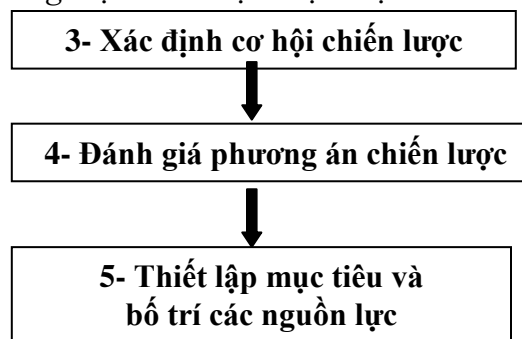 3- Xác định cơ hội chiến lược
4- Đánh giá phương án chiến lược
5- Thiết lập mục tiêu và
bố trí các nguồn lực